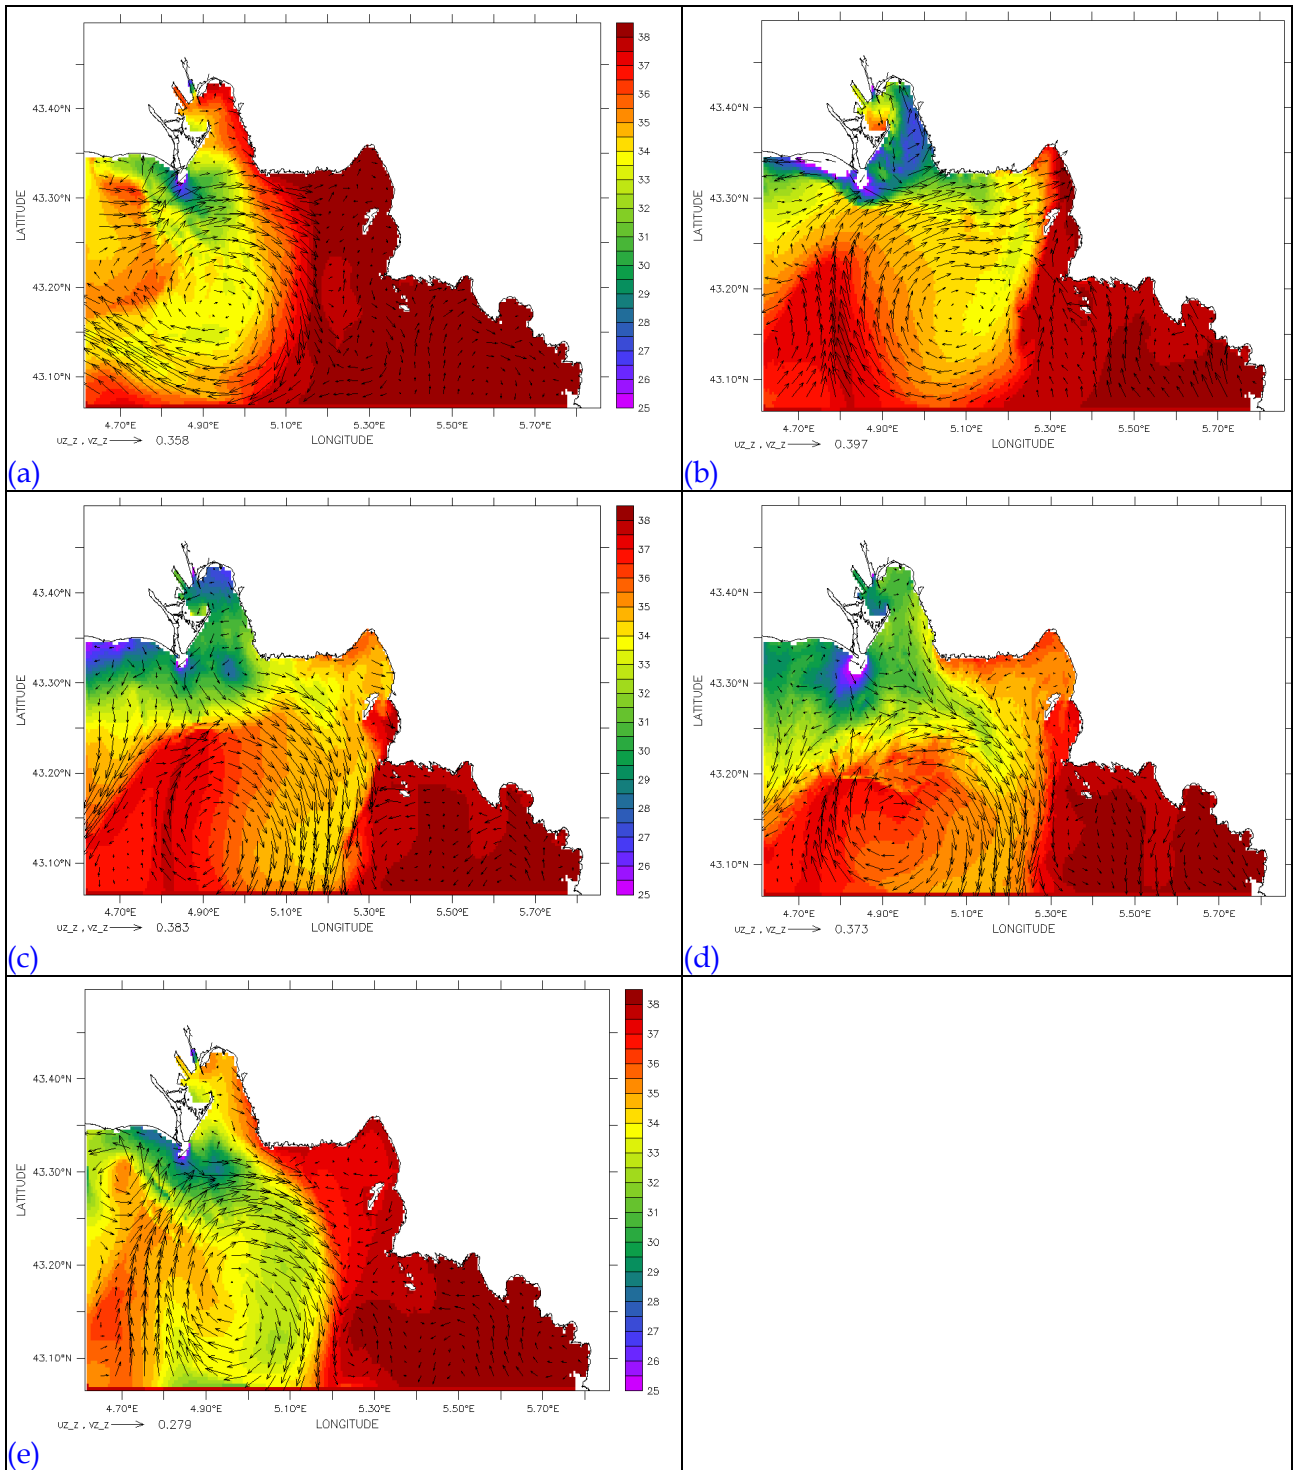 38
37
36
35
34
33
32
31
30
29
28
27
26
25
LATITUDE
43.40°N
43.30°N
43.20°N
43.10°N
4.70°E 4.90°E 5.10°E 5.30°E 5.50°E 5.70°E
LONGITUDE
UZ_Z , VZ_Z 0.358
(a)
LATITUDE
43.40°N
43.30°N
43.20°N
43.10°N
4.70°E 4.90°E 5.10°E 5.30°E 5.50°E 5.70°E
LONGITUDE
UZ_Z , VZ_Z 0.397
(b)
38
37
36
35
34
33
32
31
30
29
28
27
26
25
LATITUDE
43.40°N
43.30°N
43.20°N
43.10°N
4.70°E 4.90°E 5.10°E 5.30°E 5.50°E 5.70°E
LONGITUDE
UZ_Z , VZ_Z 0.383
(c)
LATITUDE
43.40°N
43.30°N
43.20°N
43.10°N
4.70°E 4.90°E 5.10°E 5.30°E 5.50°E 5.70°E
LONGITUDE
UZ_Z , VZ_Z 0.373
(d)
38
37
36
35
34
33
32
31
30
29
28
27
26
25
LATITUDE
43.40°N
43.30°N
43.20°N
43.10°N
4.70°E 4.90°E 5.10°E 5.30°E 5.50°E 5.70°E
LONGITUDE
UZ_Z , VZ_Z 0.279
(e)